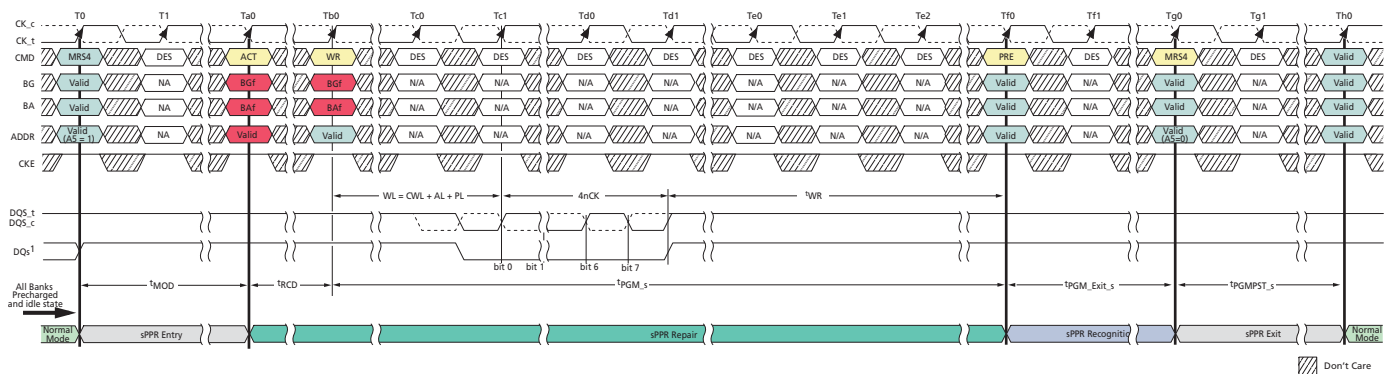 T0 T1 Ta0 Tb0 Tc0 Tc1 Td0 Td1 Te0 Te1 Te2 Tf0 Tf1 Tg0 Tg1 Th0
CK_c
CK_t
CMD MRS4 DES ACT WR DES DES DES DES DES DES DES PRE DES MRS4 DES Valid
BG Valid NA BGf BGf N/A N/A N/A N/A N/A N/A N/A Valid N/A Valid N/A Valid
BA Valid NA BAf BAf N/A N/A N/A N/A N/A N/A N/A Valid N/A Valid N/A Valid
ADDR Valid (A5 = 1) NA Valid Valid N/A N/A N/A N/A N/A N/A N/A Valid N/A Valid (A5=0) N/A Valid
CKE
WL = CWL + AL + PL 4nCK tWR
DQS_t
DQS_c
DQs1
bit 0 bit 1 bit 6 bit 7
All Banks
Precharged
and idle state
tMOD tRCD tPGM_s tPGM_Exit_s tPGMPST_s
Normal Mode sPPR Entry sPPR Repair sPPR Recognitio sPPR Exit Normal Mode
Don't Care